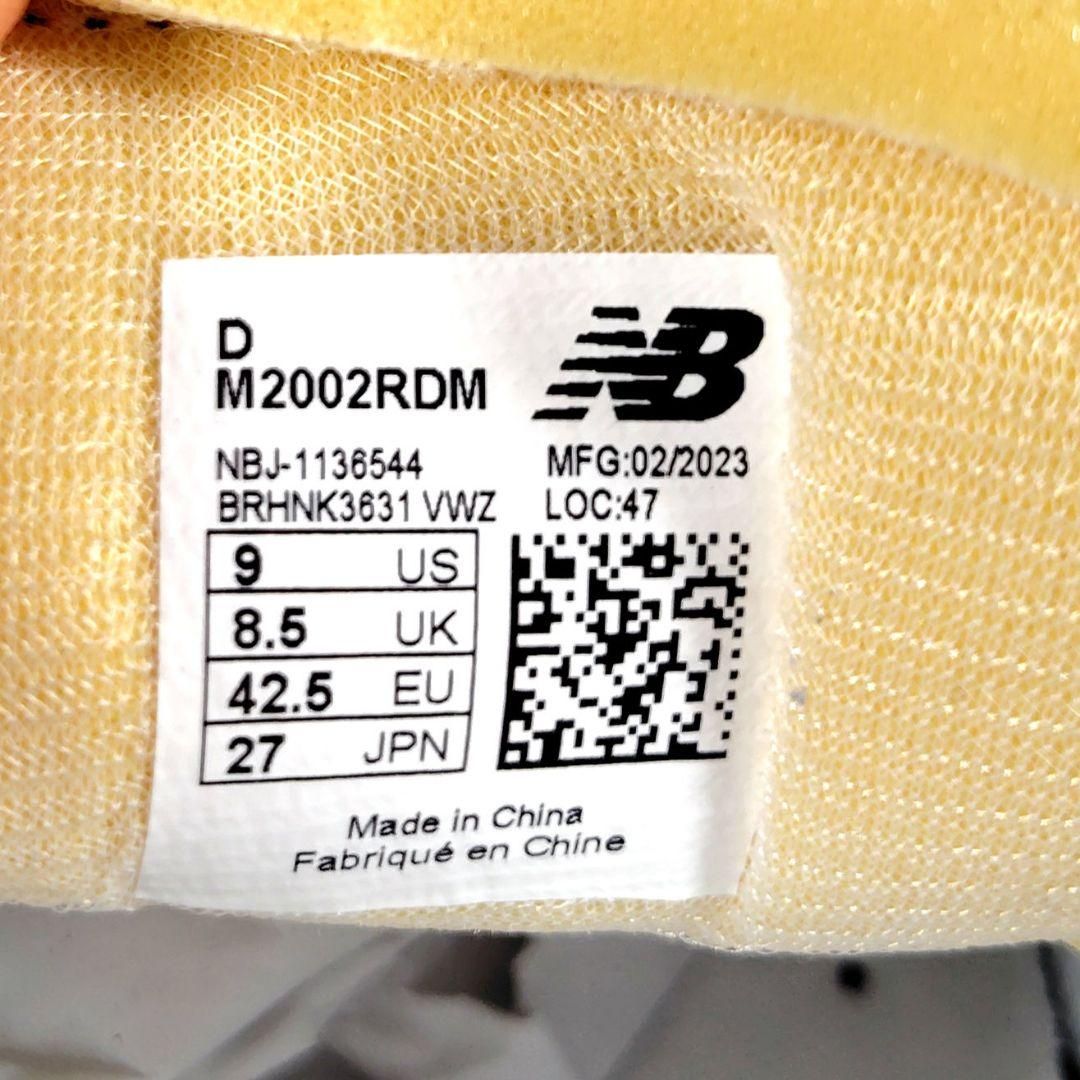 D
M2002RDM
NB
NBJ-1136544
MFG:02/2023
BRHNK3631 VWZ
LOC:47
9 US
8.5 UK
42.5 EU
27 JPN
Made in China
Fabriqué en Chine